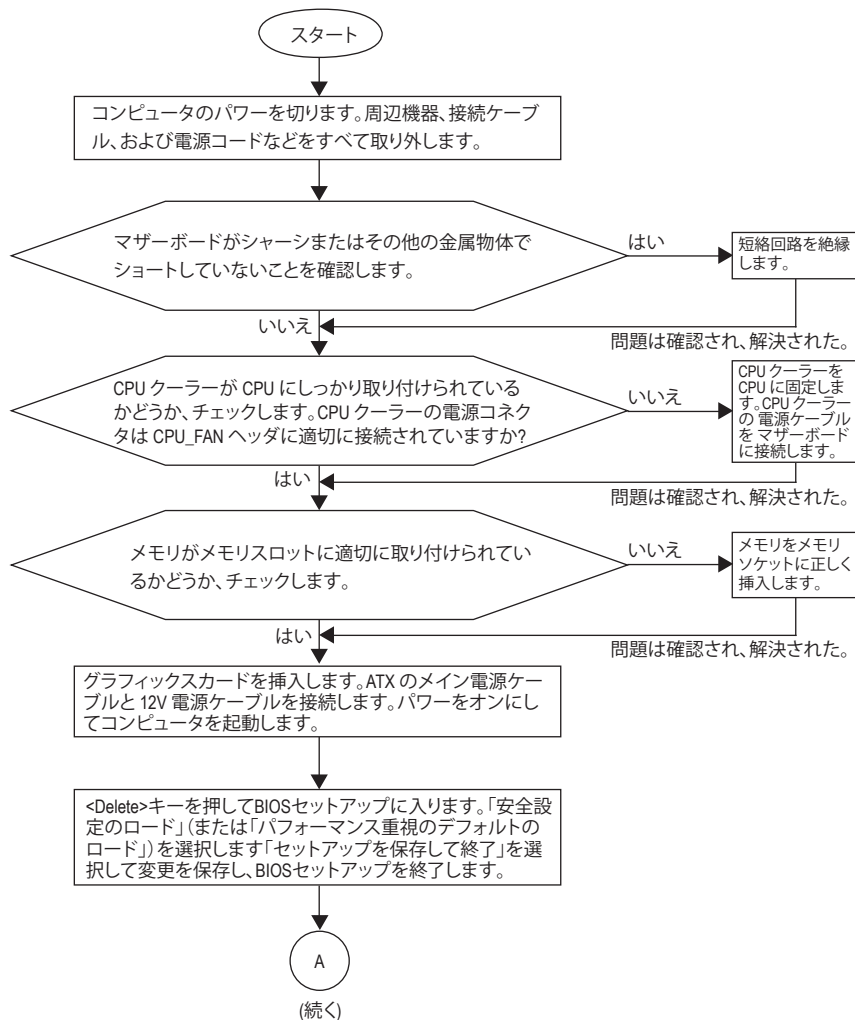 スタート
コンピュータのパワーを切ります。周辺機器、接続ケーブ
ル、および電源コードなどをすべて取り外します。
マザーボードがシャーシまたはその他の金属物体で
ショートしていないことを確認します。
はい
短絡回路を絶縁
します。
いいえ
問題は確認され、解決された。
CPU クーラーが CPU にしっかり取り付けられている
かどうか、チェックします。CPU クーラーの電源コネク
タは CPU_FAN ヘッダに適切に接続されていますか?
いいえ
CPU クーラーを
CPU に固定しま
す。CPU クーラー
の 電源ケーブル
を マザーボード
に接続します。
はい
問題は確認され、解決された。
メモリがメモリスロットに適切に取り付けられてい
るかどうか、チェックします。
いいえ
メモリをメモリ
ソケットに正しく
挿入します。
はい
問題は確認され、解決された。
グラフィックスカードを挿入します。ATX のメイン電源ケー
ブルと 12V 電源ケーブルを接続します。パワーをオンにし
てコンピュータを起動します。
<Delete>キーを押してBIOSセットアップに入ります。「安全設
定のロード」(または「パフォーマンス重視のデフォルトの
ロード」)を選択します「セットアップを保存して終了」を選
択して変更を保存し、BIOSセットアップを終了します。
A
(続く)